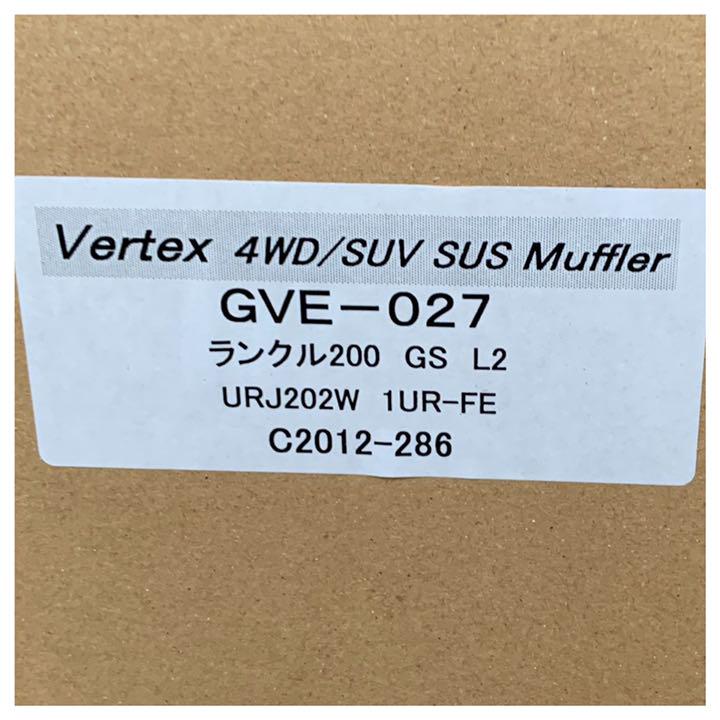 Vertex 4WD/SUV SUS Muffler
GVE-027
ランクル200 GS L2
URJ202W 1UR-FE
C2012-286